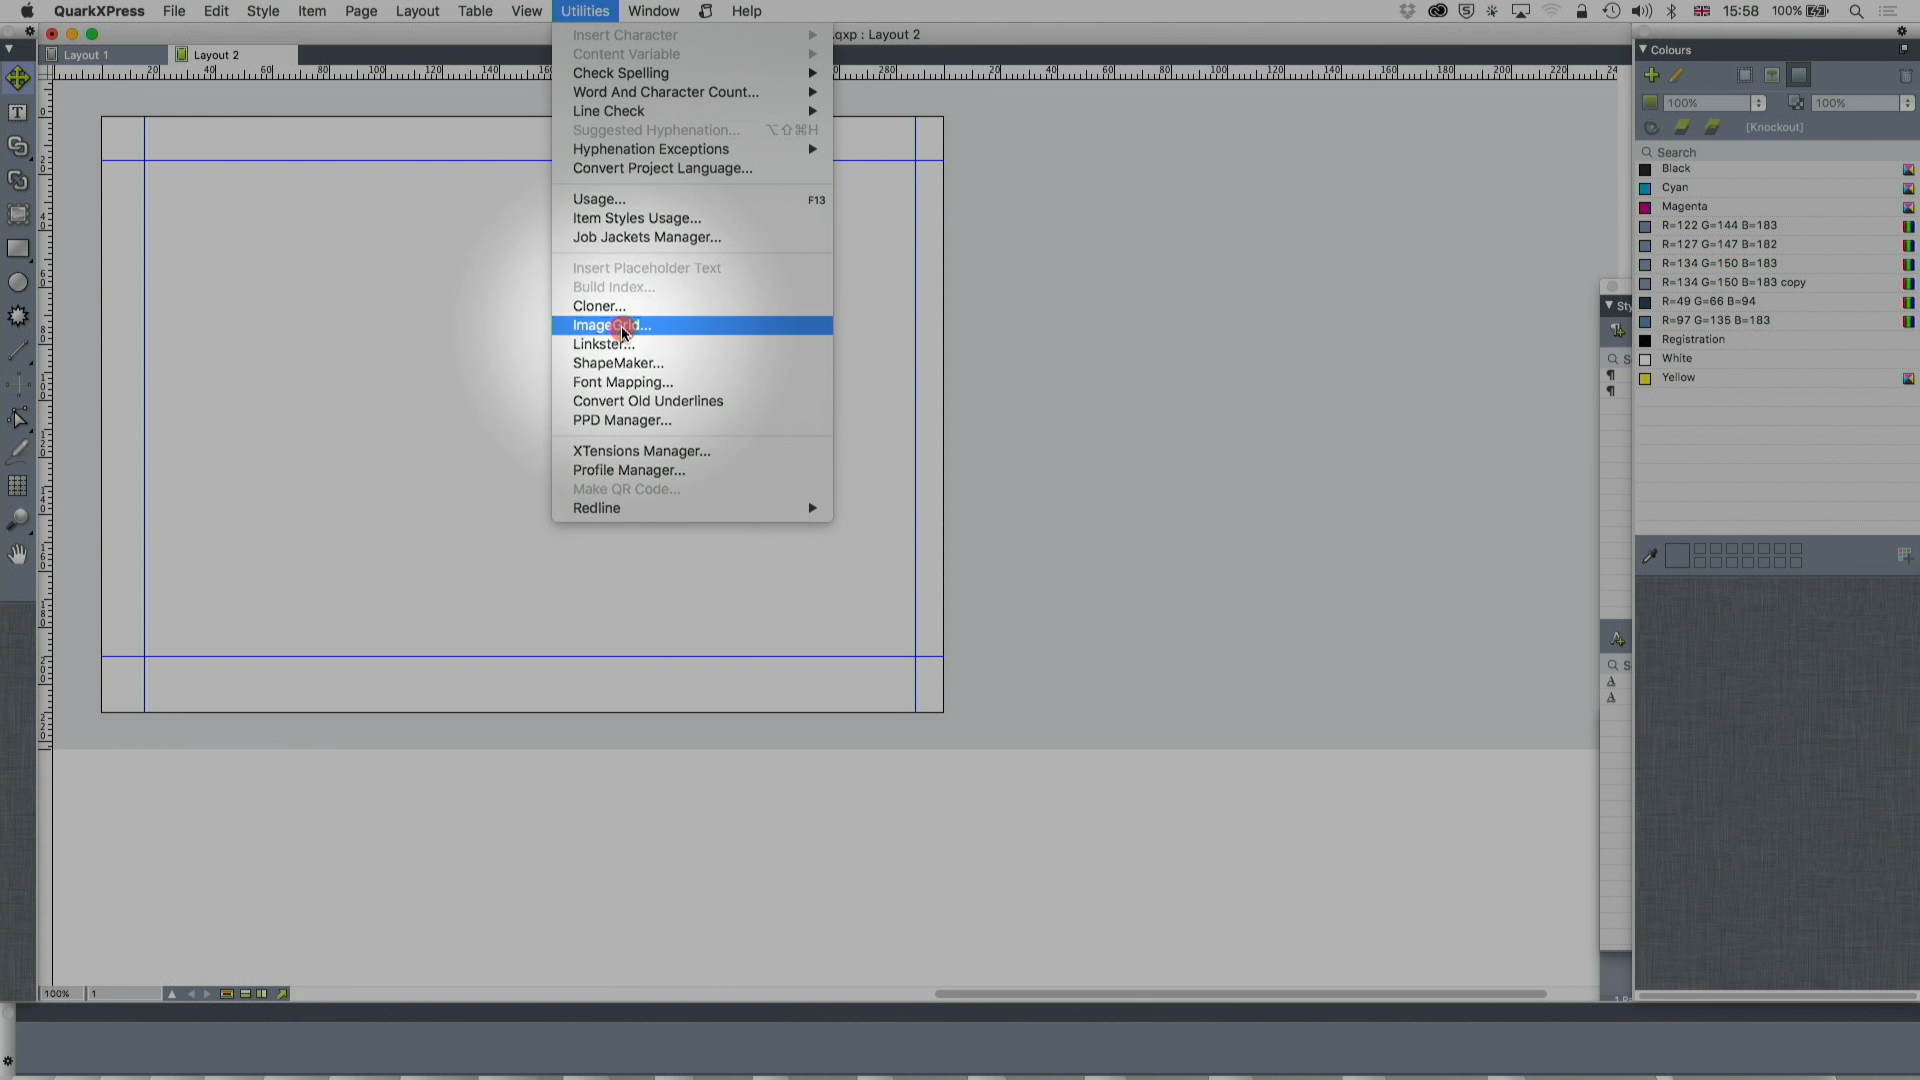 QuarkXPress File Edit Style Item Page Layout Table View Utilities Window Help 15:58 100%
.qxp : Layout 2
Layout 1 Layout 2
Insert Character
Content Variable
Check Spelling
Word And Character Count...
Line Check
Suggested Hyphenation... ⌥⇧⌘H
Hyphenation Exceptions
Convert Project Language...
Usage... F13
Item Styles Usage...
Job Jackets Manager...
Insert Placeholder Text
Build Index...
Cloner...
ImageGrid...
Linkster...
ShapeMaker...
Font Mapping...
Convert Old Underlines
PPD Manager...
XTensions Manager...
Profile Manager...
Make QR Code...
Redline
Colours
100% 100%
[Knockout]
Search
Black
Cyan
Magenta
R=122 G=144 B=183
R=127 G=147 B=182
R=134 G=150 B=183
R=134 G=150 B=183 copy
R=49 G=66 B=94
R=97 G=135 B=183
Registration
White
Yellow
Sty
S
S
100% 1